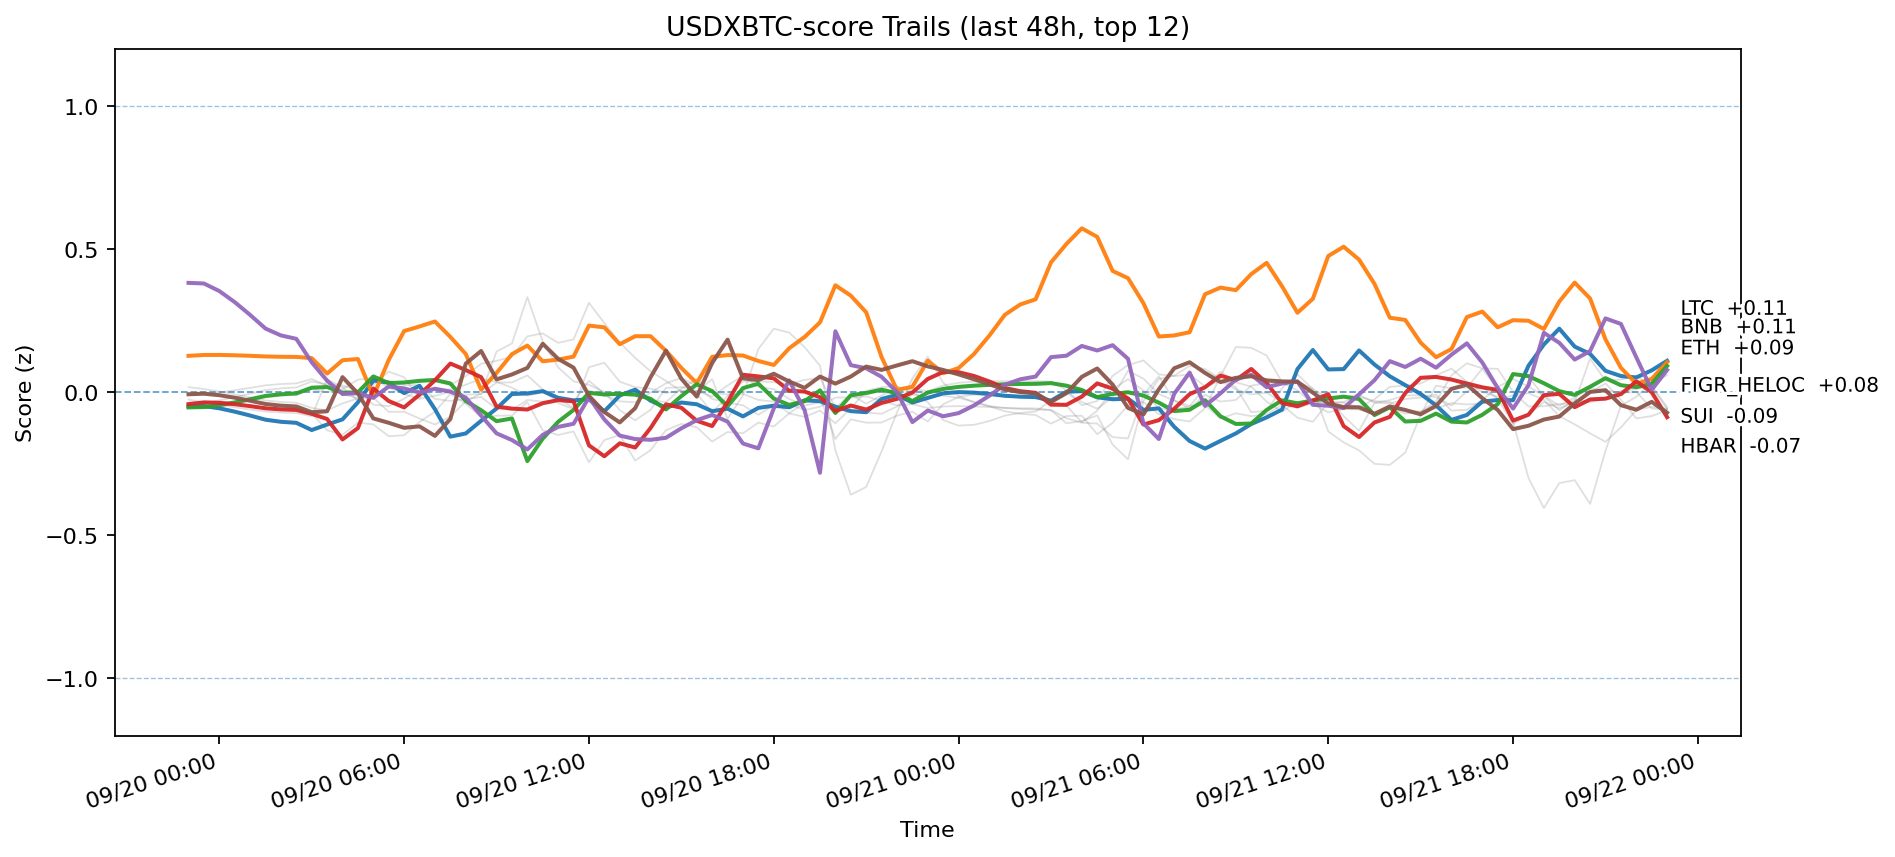 USDXBTC-score Trails (last 48h, top 12)
Score (z)
1.0
0.5
0.0
−0.5
−1.0
LTC +0.11
BNB +0.11
ETH +0.09
FIGR_HELOC +0.08
SUI -0.09
HBAR -0.07
09/20 00:00
09/20 06:00
09/20 12:00
09/20 18:00
09/21 00:00
09/21 06:00
09/21 12:00
09/21 18:00
09/22 00:00
Time